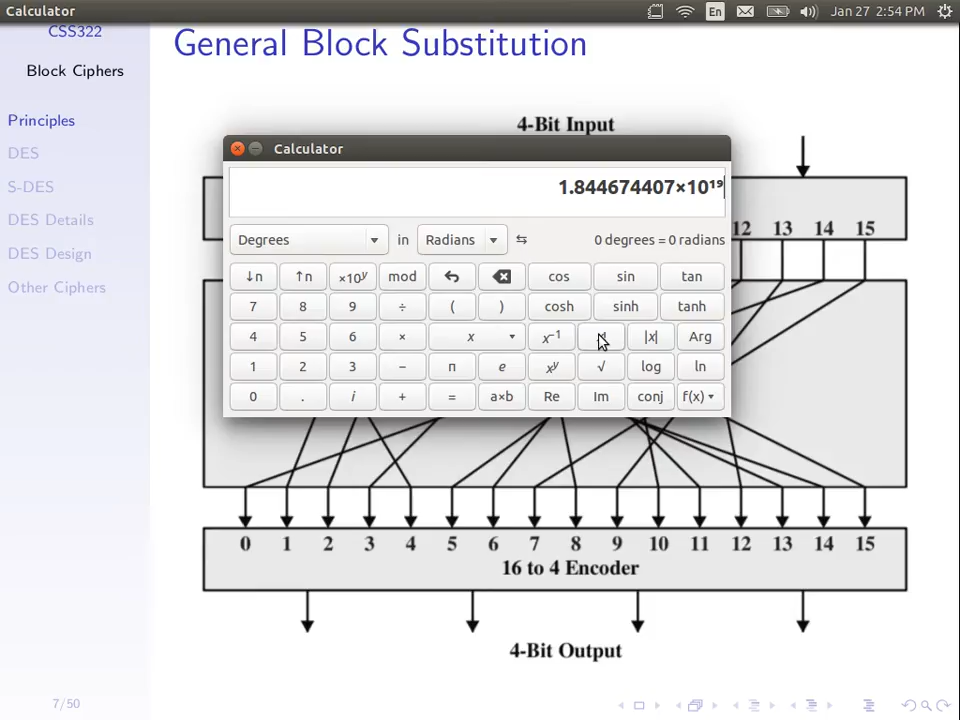 Calculator
En
Jan 27 2:54 PM
CSS322
Block Ciphers
Principles
DES
S-DES
DES Details
DES Design
Other Ciphers
7/50
General Block Substitution
4-Bit Input
12 13 14 15
Calculator
1.844674407×10¹⁹
Degrees in Radians 0 degrees = 0 radians
↓n ↑n ×10ʸ mod cos sin tan
7 8 9 ÷ ( ) cosh sinh tanh
4 5 6 × x x⁻¹ |x| Arg
1 2 3 − π e xʸ √ log ln
0 . i + = a×b Re Im conj f(x)
0 1 2 3 4 5 6 7 8 9 10 11 12 13 14 15
16 to 4 Encoder
4-Bit Output